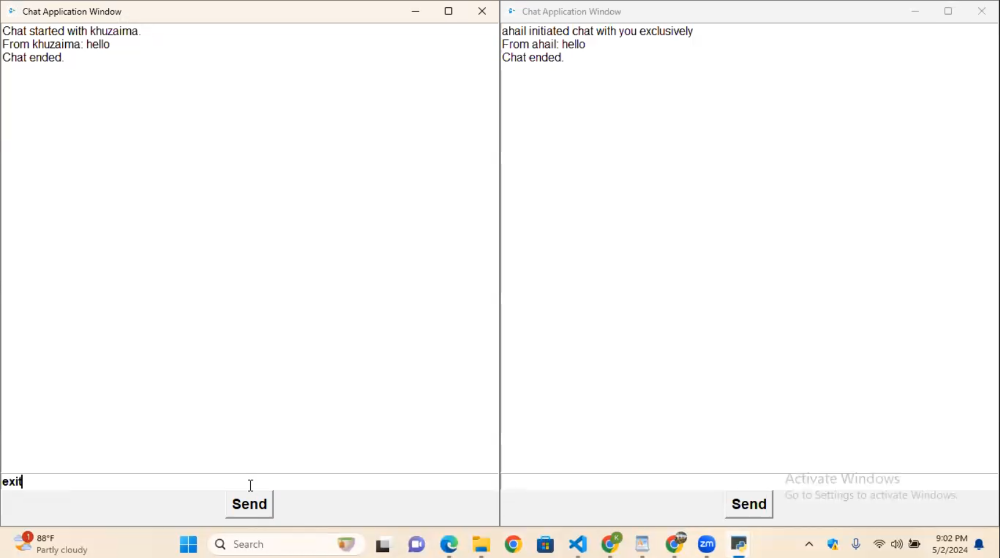 Chat Application Window
Chat started with khuzaima.
From khuzaima: hello
Chat ended.
exit
Send
Chat Application Window
ahail initiated chat with you exclusively
From ahail: hello
Chat ended.
Activate Windows
Go to Settings to activate Windows.
Send
1
88°F
Partly cloudy
Search
K
zm
9:02 PM
5/2/2024